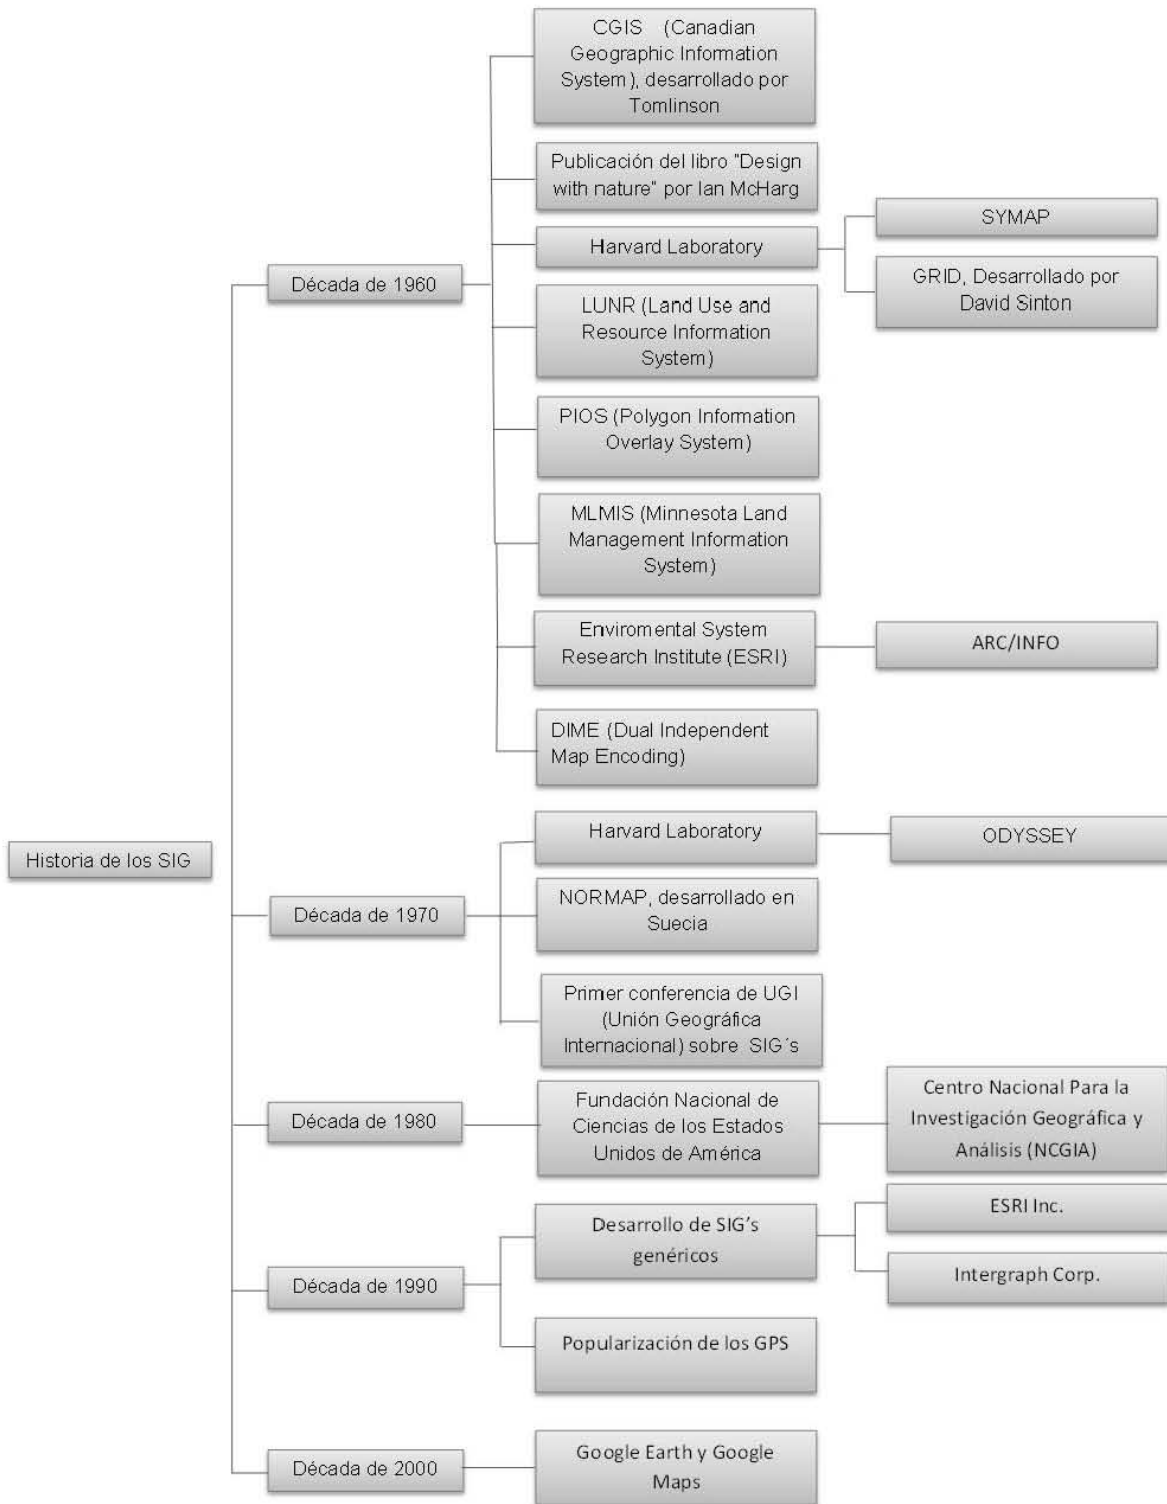 Historia de los SIG
Década de 1960
CGIS (Canadian
Geographic Information
System), desarrollado por
Tomlinson
Publicación del libro "Design
with nature" por Ian McHarg
Harvard Laboratory
SYMAP
GRID, Desarrollado por
David Sinton
LUNR (Land Use and
Resource Information
System)
PIOS (Polygon Information
Overlay System)
MLMIS (Minnesota Land
Management Information
System)
Enviromental System
Research Institute (ESRI)
ARC/INFO
DIME (Dual Independent
Map Encoding)
Década de 1970
Harvard Laboratory
ODYSSEY
NORMAP, desarrollado en
Suecia
Primer conferencia de UGI
(Unión Geográfica
Internacional) sobre SIG´s
Década de 1980
Fundación Nacional de
Ciencias de los Estados
Unidos de América
Centro Nacional Para la
Investigación Geográfica y
Análisis (NCGIA)
Década de 1990
Desarrollo de SIG’s
genéricos
ESRI Inc.
Intergraph Corp.
Popularización de los GPS
Década de 2000
Google Earth y Google
Maps